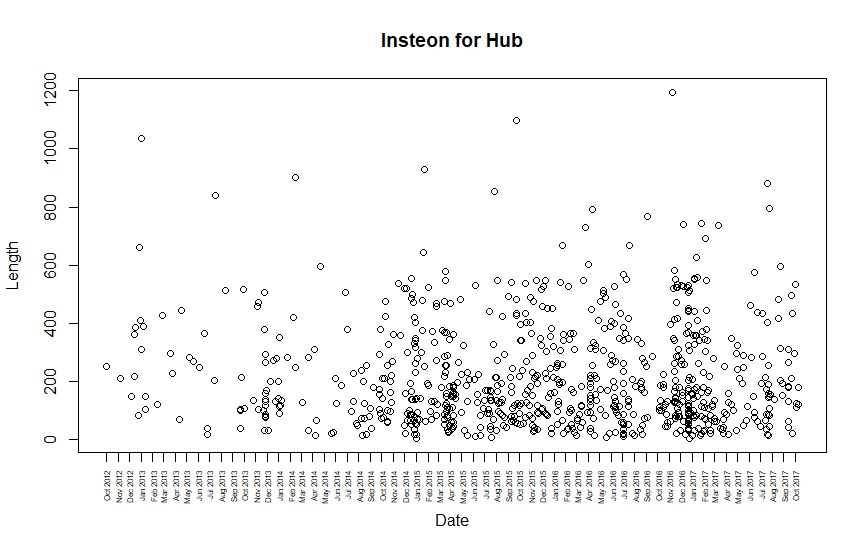 Insteon for Hub
Length
1200
1000
800
600
400
200
0
Oct 2012
Nov 2012
Dec 2012
Jan 2013
Feb 2013
Mar 2013
Apr 2013
May 2013
Jun 2013
Jul 2013
Aug 2013
Sep 2013
Oct 2013
Nov 2013
Dec 2013
Jan 2014
Feb 2014
Mar 2014
Apr 2014
May 2014
Jun 2014
Jul 2014
Aug 2014
Sep 2014
Oct 2014
Nov 2014
Dec 2014
Jan 2015
Feb 2015
Mar 2015
Apr 2015
May 2015
Jun 2015
Jul 2015
Aug 2015
Sep 2015
Oct 2015
Nov 2015
Dec 2015
Jan 2016
Feb 2016
Mar 2016
Apr 2016
May 2016
Jun 2016
Jul 2016
Aug 2016
Sep 2016
Oct 2016
Nov 2016
Dec 2016
Jan 2017
Feb 2017
Mar 2017
Apr 2017
May 2017
Jun 2017
Jul 2017
Aug 2017
Sep 2017
Oct 2017
Date